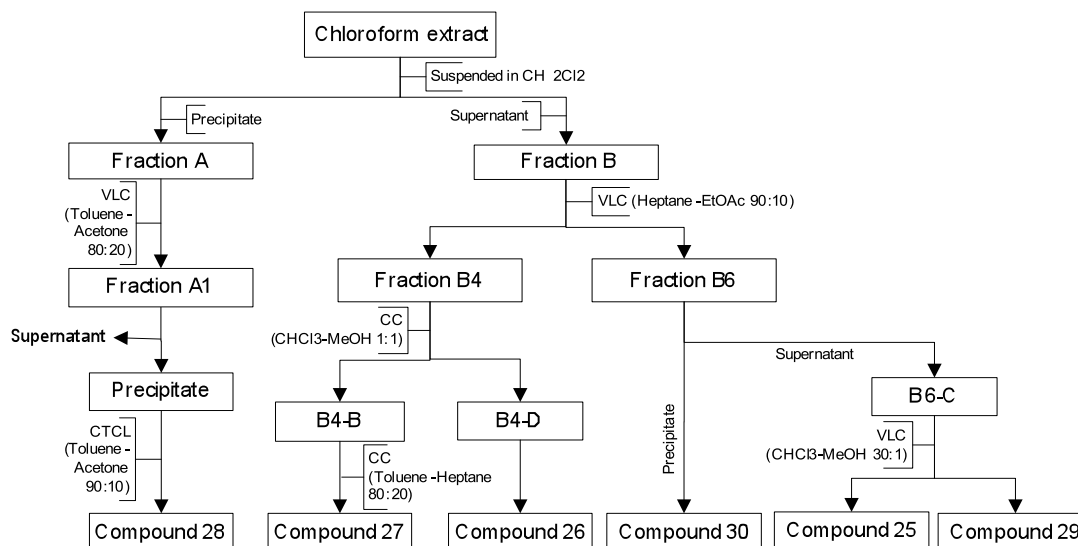 Chloroform extract
Suspended in CH 2Cl2
Precipitate
Supernatant
Fraction A
Fraction B
VLC
(Toluene -
Acetone
80:20)
VLC (Heptane -EtOAc 90:10)
Fraction A1
Fraction B4
Fraction B6
CC
(CHCl3-MeOH 1:1)
Supernatant
Supernatant
Precipitate
B4-B
B4-D
Precipitate
B6-C
CTCL
(Toluene -
Acetone
90:10)
CC
(Toluene -Heptane
80:20)
VLC
(CHCl3-MeOH 30:1)
Compound 28
Compound 27
Compound 26
Compound 30
Compound 25
Compound 29